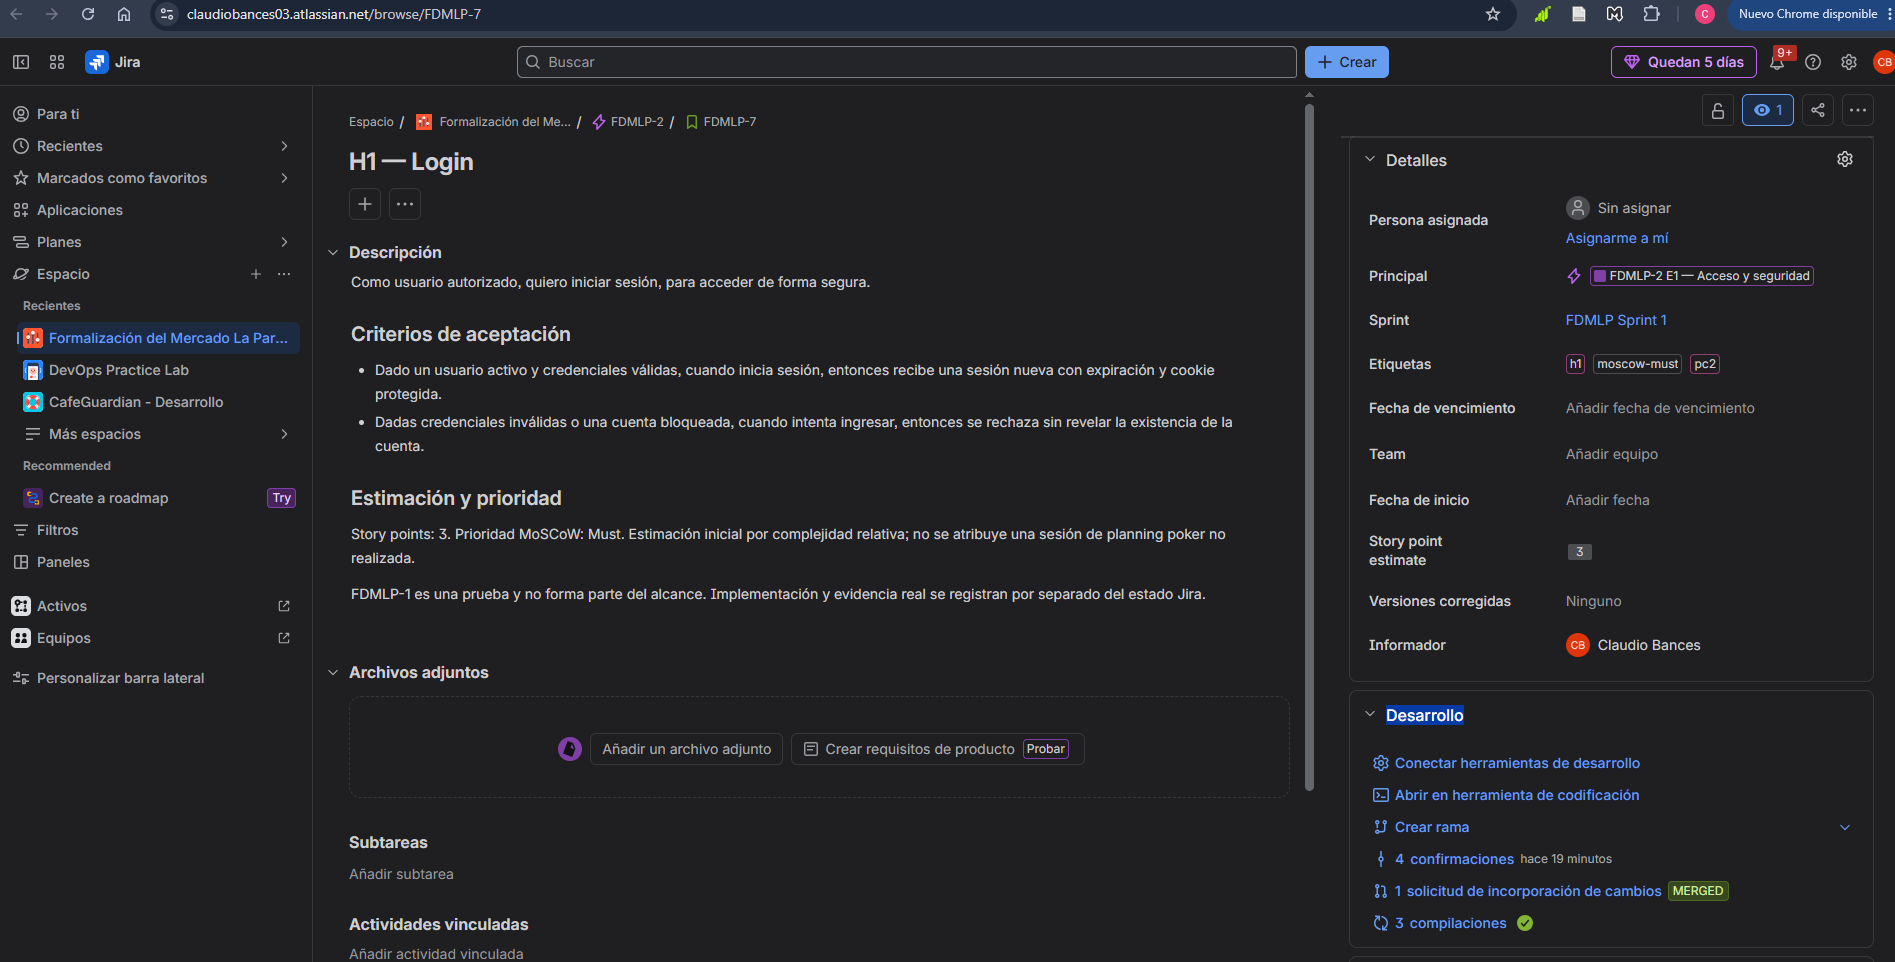 claudiobances03.atlassian.net/browse/FDMLP-7
Nuevo Chrome disponible
Jira
Buscar
Crear
Quedan 5 días
9+
CB
C
Para ti
Recientes
Marcados como favoritos
Aplicaciones
Planes
Espacio
Recientes
Formalización del Mercado La Par...
DevOps Practice Lab
CafeGuardian - Desarrollo
Más espacios
Recommended
Create a roadmap
Try
Filtros
Paneles
Activos
Equipos
Personalizar barra lateral
Espacio / Formalización del Me... / FDMLP-2 / FDMLP-7
H1 — Login
Descripción
Como usuario autorizado, quiero iniciar sesión, para acceder de forma segura.
Criterios de aceptación
• Dado un usuario activo y credenciales válidas, cuando inicia sesión, entonces recibe una sesión nueva con expiración y cookie
protegida.
• Dadas credenciales inválidas o una cuenta bloqueada, cuando intenta ingresar, entonces se rechaza sin revelar la existencia de la
cuenta.
Estimación y prioridad
Story points: 3. Prioridad MoSCoW: Must. Estimación inicial por complejidad relativa; no se atribuye una sesión de planning poker no
realizada.
FDMLP-1 es una prueba y no forma parte del alcance. Implementación y evidencia real se registran por separado del estado Jira.
Archivos adjuntos
Añadir un archivo adjunto
Crear requisitos de producto
Probar
Subtareas
Añadir subtarea
Actividades vinculadas
Añadir actividad vinculada
1
Detalles
Persona asignada
Sin asignar
Asignarme a mí
Principal
FDMLP-2 E1 — Acceso y seguridad
Sprint
FDMLP Sprint 1
Etiquetas
h1 moscow-must pc2
Fecha de vencimiento
Añadir fecha de vencimiento
Team
Añadir equipo
Fecha de inicio
Añadir fecha
Story point
estimate
3
Versiones corregidas
Ninguno
Informador
CB
Claudio Bances
Desarrollo
Conectar herramientas de desarrollo
Abrir en herramienta de codificación
Crear rama
4 confirmaciones hace 19 minutos
1 solicitud de incorporación de cambios MERGED
3 compilaciones